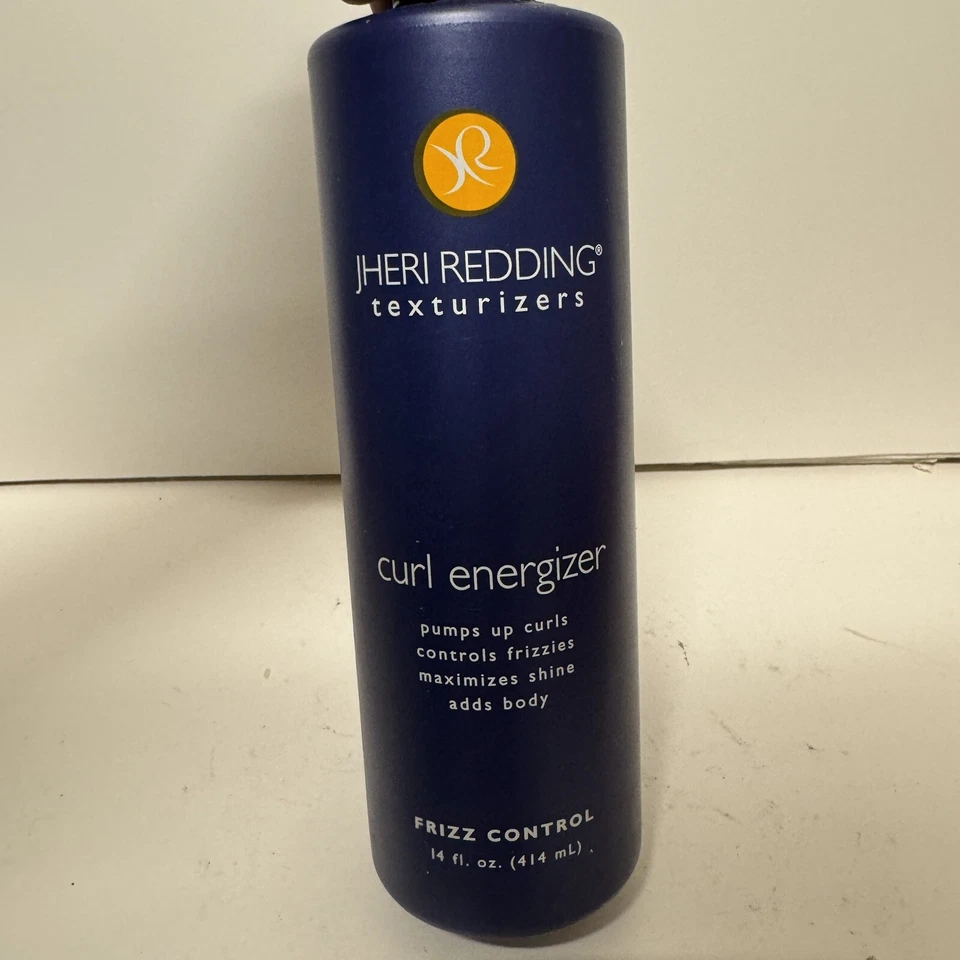 JHERI REDDING®
texturizers
curl energizer
pumps up curls
controls frizzies
maximizes shine
adds body
FRIZZ CONTROL
14 fl. oz. (414 mL)